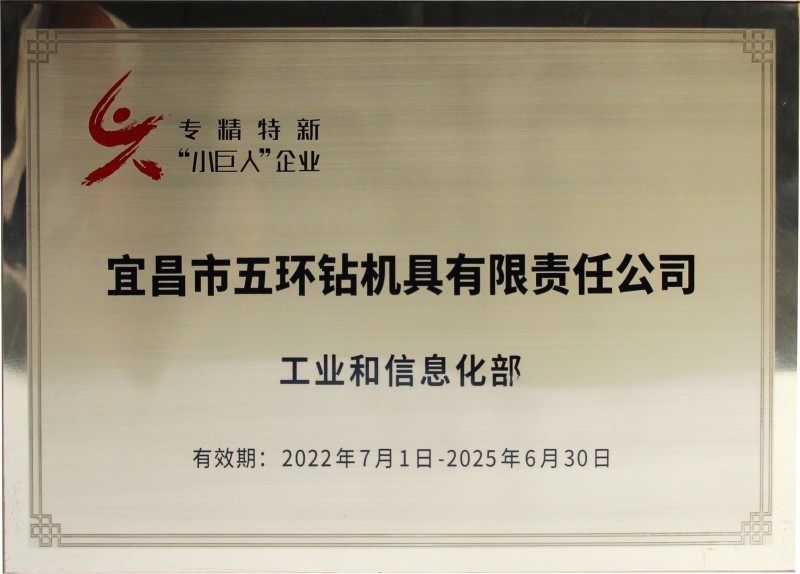 专精特新
“小巨人”企业
宜昌市五环钻机具有限责任公司
工业和信息化部
有效期：2022年7月1日-2025年6月30日